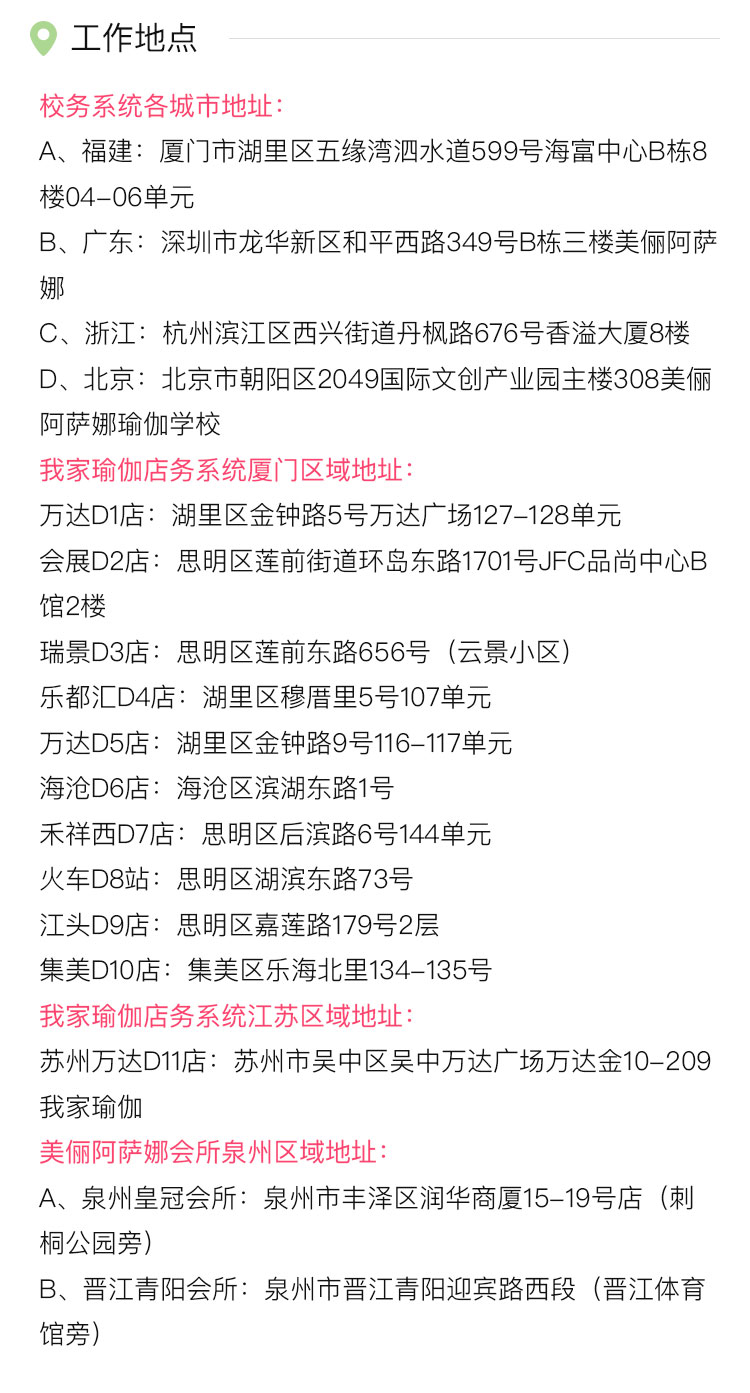 工作地点
校务系统各城市地址：
A、福建：厦门市湖里区五缘湾泗水道599号海富中心B栋8
楼04-06单元
B、广东：深圳市龙华新区和平西路349号B栋三楼美俪阿萨
娜
C、浙江：杭州滨江区西兴街道丹枫路676号香溢大厦8楼
D、北京：北京市朝阳区2049国际文创产业园主楼308美俪
阿萨娜瑜伽学校
我家瑜伽店务系统厦门区域地址：
万达D1店：湖里区金钟路5号万达广场127-128单元
会展D2店：思明区莲前街道环岛东路1701号JFC品尚中心B
馆2楼
瑞景D3店：思明区莲前东路656号（云景小区）
乐都汇D4店：湖里区穆厝里5号107单元
万达D5店：湖里区金钟路9号116-117单元
海沧D6店：海沧区滨湖东路1号
禾祥西D7店：思明区后滨路6号144单元
火车D8站：思明区湖滨东路73号
江头D9店：思明区嘉莲路179号2层
集美D10店：集美区乐海北里134-135号
我家瑜伽店务系统江苏区域地址：
苏州万达D11店：苏州市吴中区吴中万达广场万达金10-209
我家瑜伽
美俪阿萨娜会所泉州区域地址：
A、泉州皇冠会所：泉州市丰泽区润华商厦15-19号店（刺
桐公园旁）
B、晋江青阳会所：泉州市晋江青阳迎宾路西段（晋江体育
馆旁）